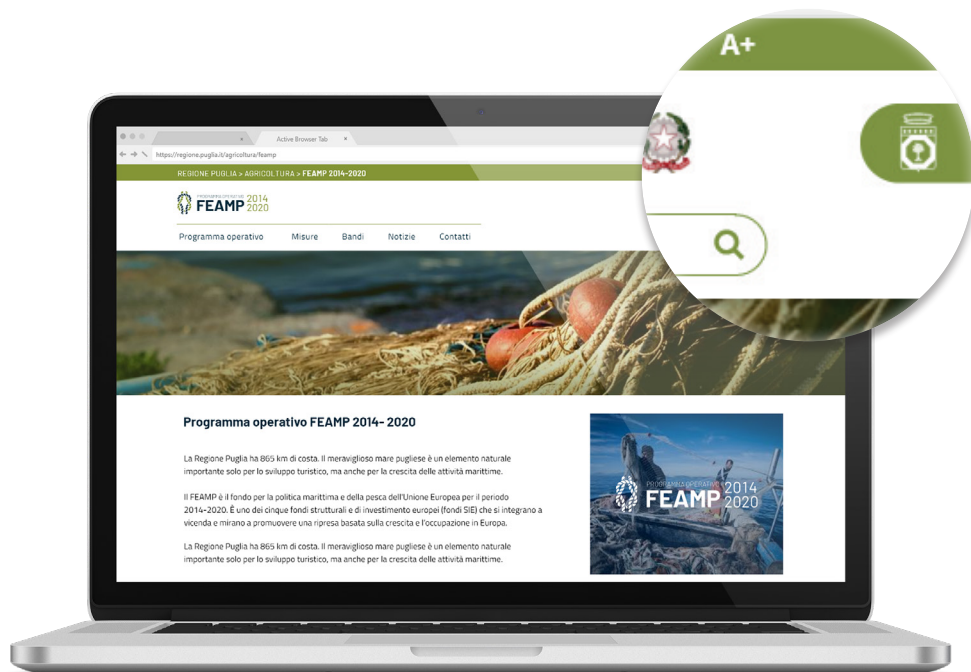 A+
Active Browser Tab
https://regione.puglia.it/agricoltura/feamp
REGIONE PUGLIA > AGRICOLTURA > FEAMP 2014-2020
PROGRAMMA OPERATIVO
FEAMP 2014 2020
Programma operativo Misure Bandi Notizie Contatti
Programma operativo FEAMP 2014- 2020
La Regione Puglia ha 865 km di costa. Il meraviglioso mare pugliese è un elemento naturale
importante solo per lo sviluppo turistico, ma anche per la crescita delle attività marittime.
Il FEAMP è il fondo per la politica marittima e della pesca dell'Unione Europea per il periodo
2014-2020. È uno dei cinque fondi strutturali e di investimento europei (fondi SIE) che si integrano a
vicenda e mirano a promuovere una ripresa basata sulla crescita e l'occupazione in Europa.
La Regione Puglia ha 865 km di costa. Il meraviglioso mare pugliese è un elemento naturale
importante solo per lo sviluppo turistico, ma anche per la crescita delle attività marittime.
PROGRAMMA OPERATIVO
FEAMP 2014 2020